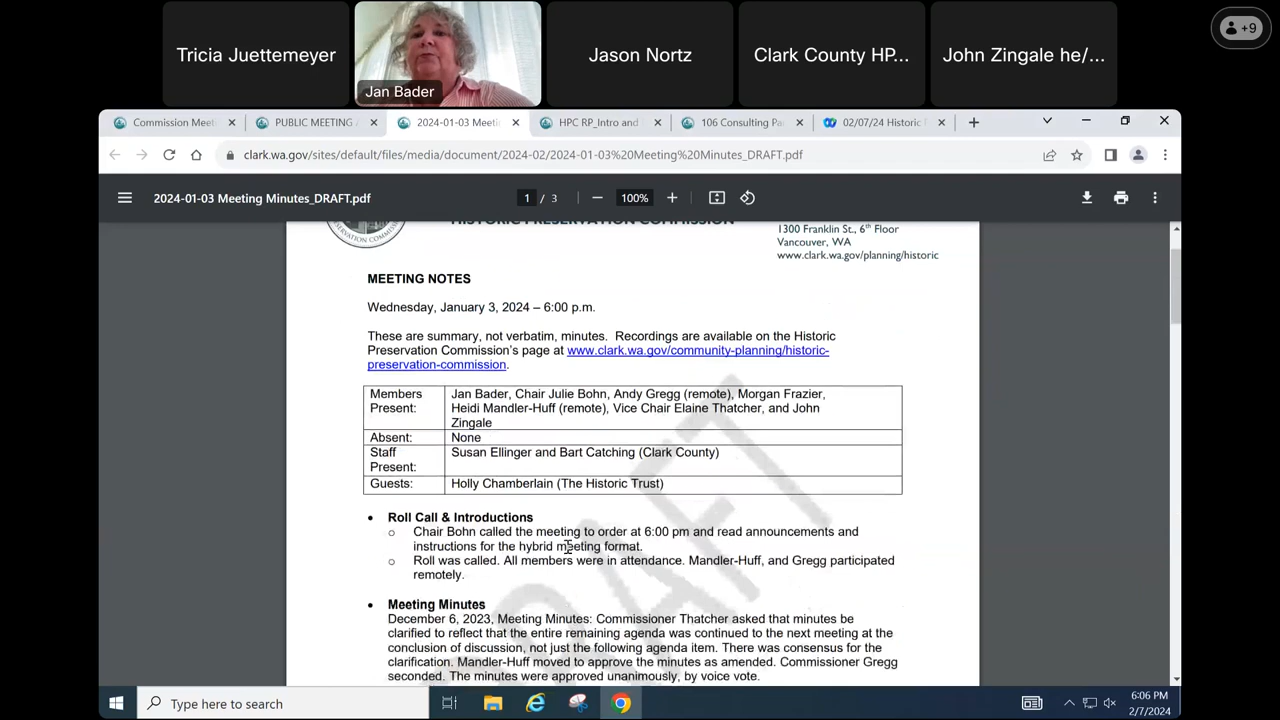 Tricia Juettemeyer
Jan Bader
Jason Nortz
Clark County HP...
John Zingale he/...
+9
Commission Meeti
PUBLIC MEETING A
2024-01-03 Meetin
HPC RP_Intro and
106 Consulting Pa
02/07/24 Historic P
clark.wa.gov/sites/default/files/media/document/2024-02/2024-01-03%20Meeting%20Minutes_DRAFT.pdf
2024-01-03 Meeting Minutes_DRAFT.pdf
1 / 3
100%
HISTORIC PRESERVATION COMMISSION
1300 Franklin St., 6th Floor
Vancouver, WA
www.clark.wa.gov/planning/historic
MEETING NOTES
Wednesday, January 3, 2024 – 6:00 p.m.
These are summary, not verbatim, minutes. Recordings are available on the Historic
Preservation Commission's page at www.clark.wa.gov/community-planning/historic-
preservation-commission.
Members Present: Jan Bader, Chair Julie Bohn, Andy Gregg (remote), Morgan Frazier,
Heidi Mandler-Huff (remote), Vice Chair Elaine Thatcher, and John
Zingale
Absent: None
Staff Present: Susan Ellinger and Bart Catching (Clark County)
Guests: Holly Chamberlain (The Historic Trust)
• Roll Call & Introductions
o Chair Bohn called the meeting to order at 6:00 pm and read announcements and
instructions for the hybrid meeting format.
o Roll was called. All members were in attendance. Mandler-Huff, and Gregg participated
remotely.
• Meeting Minutes
December 6, 2023, Meeting Minutes: Commissioner Thatcher asked that minutes be
clarified to reflect that the entire remaining agenda was continued to the next meeting at the
conclusion of discussion, not just the following agenda item. There was consensus for the
clarification. Mandler-Huff moved to approve the minutes as amended. Commissioner Gregg
seconded. The minutes were approved unanimously, by voice vote.
DRAFT
Type here to search
6:06 PM
2/7/2024